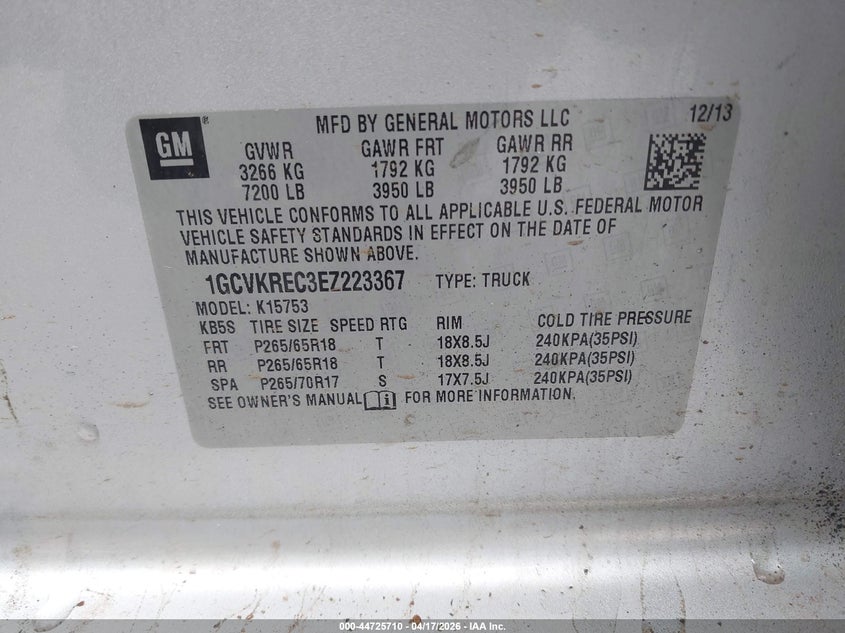 GM ®
MFD BY GENERAL MOTORS LLC 12/13
GVWR GAWR FRT GAWR RR
3266 KG 1792 KG 1792 KG
7200 LB 3950 LB 3950 LB
THIS VEHICLE CONFORMS TO ALL APPLICABLE U.S. FEDERAL MOTOR
VEHICLE SAFETY STANDARDS IN EFFECT ON THE DATE OF
MANUFACTURE SHOWN ABOVE.
1GCVKREC3EZ223367 TYPE: TRUCK
MODEL: K15753
KB5S TIRE SIZE SPEED RTG RIM COLD TIRE PRESSURE
FRT P265/65R18 T 18X8.5J 240KPA(35PSI)
RR P265/65R18 T 18X8.5J 240KPA(35PSI)
SPA P265/70R17 S 17X7.5J 240KPA(35PSI)
SEE OWNER'S MANUAL FOR MORE INFORMATION.
000-44725710 - 04/17/2026 - IAA Inc.